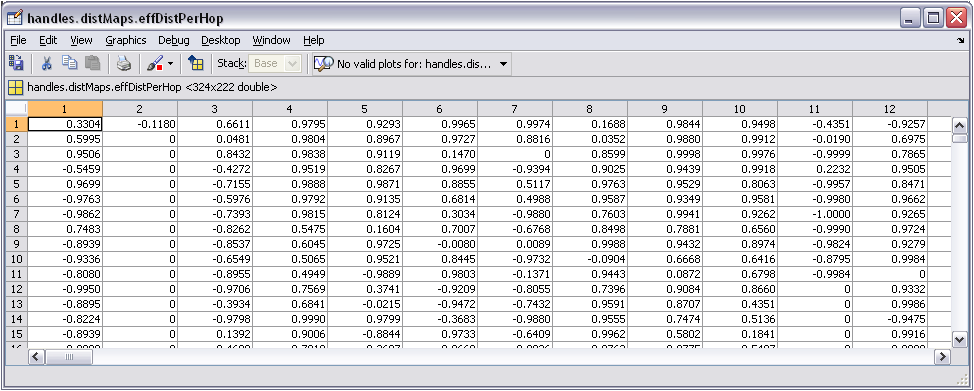 handles.distMaps.effDistPerHop
File Edit View Graphics Debug Desktop Window Help
Stack: Base No valid plots for: handles.dis...
handles.distMaps.effDistPerHop <324x222 double>
1 2 3 4 5 6 7 8 9 10 11 12
1 0.3304 -0.1180 0.6611 0.9795 0.9293 0.9965 0.9974 0.1688 0.9844 0.9498 -0.4351 -0.9257
2 0.5995 0 0.0481 0.9804 0.8967 0.9727 0.8816 0.0352 0.9880 0.9912 -0.0190 0.6975
3 0.9506 0 0.8432 0.9838 0.9119 0.1470 0 0.8599 0.9998 0.9976 -0.9999 0.7865
4 -0.5459 0 -0.4272 0.9519 0.8267 0.9699 -0.9394 0.9025 0.9439 0.9918 0.2232 0.9505
5 0.9699 0 -0.7155 0.9888 0.9871 0.8855 0.5117 0.9763 0.9529 0.8063 -0.9957 0.8471
6 -0.9763 0 -0.5976 0.9792 0.9135 0.6814 0.4988 0.9587 0.9349 0.9581 -0.9980 0.9662
7 -0.9862 0 -0.7393 0.9815 0.8124 0.3034 -0.9880 0.7603 0.9941 0.9262 -1.0000 0.9265
8 0.7483 0 -0.8262 0.5475 0.1604 0.7007 -0.6768 0.8498 0.7881 0.6560 -0.9990 0.9724
9 -0.8939 0 -0.8537 0.6045 0.9725 -0.0080 0.0089 0.9988 0.9432 0.8974 -0.9824 0.9279
10 -0.9336 0 -0.6549 0.5065 0.9521 0.8445 -0.9732 -0.0904 0.6668 0.6416 -0.8795 0.9984
11 -0.8080 0 -0.8955 0.4949 -0.9889 0.9803 -0.1371 0.9443 0.0872 0.6798 -0.9984 0
12 -0.9950 0 -0.9706 0.7569 0.3741 -0.9209 -0.8055 0.7396 0.9084 0.8660 0 0.9332
13 -0.8895 0 -0.3934 0.6841 -0.0215 -0.9472 -0.7432 0.9591 0.8707 0.4351 0 0.9986
14 -0.8224 0 -0.9798 0.9990 0.9799 -0.3683 -0.9880 0.9555 0.7474 0.5136 0 -0.9475
15 -0.8939 0 0.1392 0.9006 -0.8844 0.9733 -0.6409 0.9962 0.5802 0.1841 0 0.9916